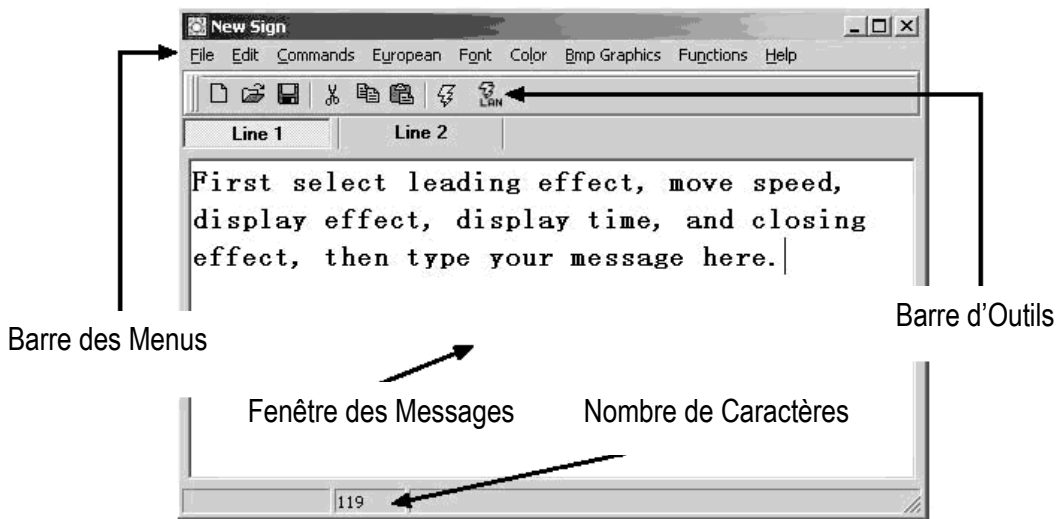 New Sign
File Edit Commands European Font Color Bmp Graphics Functions Help
LAN
Line 1 Line 2
First select leading effect, move speed,
display effect, display time, and closing
effect, then type your message here.
Barre d’Outils
Barre des Menus
Fenêtre des Messages Nombre de Caractères
119